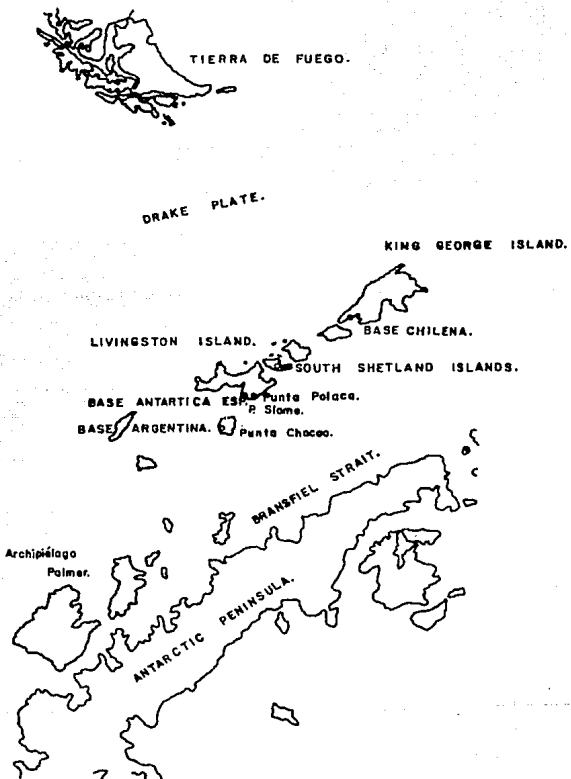 TIERRA DE FUEGO.
DRAKE PLATE.
KING GEORGE ISLAND.
BASE CHILENA.
LIVINGSTON ISLAND.
SOUTH SHETLAND ISLANDS.
BASE ANTARTICA ESP. Punta Polaca.
P. Slome.
BASE ARGENTINA. Punta Chacao.
BRANSFIEL STRAIT.
Archipiélago
Palmer.
ANTARCTIC PENINSULA.